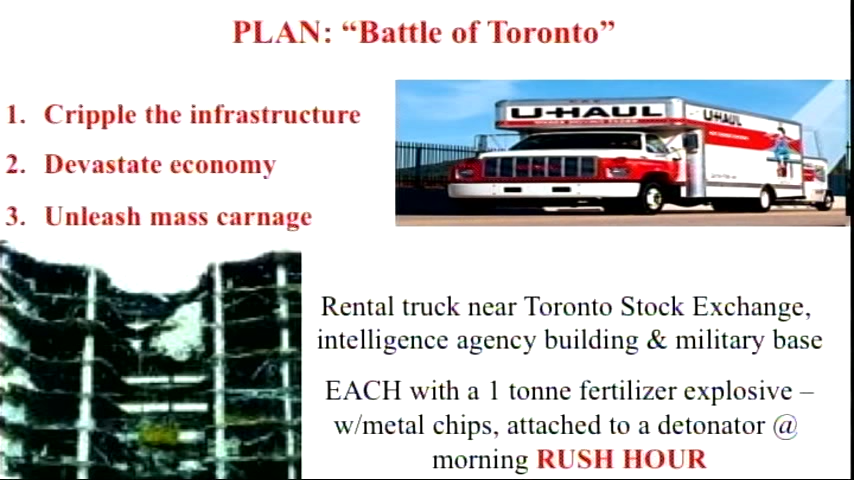 PLAN: “Battle of Toronto”
1. Cripple the infrastructure
2. Devastate economy
3. Unleash mass carnage
U-HAUL
U-HAUL
Rental truck near Toronto Stock Exchange,
intelligence agency building & military base
EACH with a 1 tonne fertilizer explosive –
w/metal chips, attached to a detonator @
morning RUSH HOUR